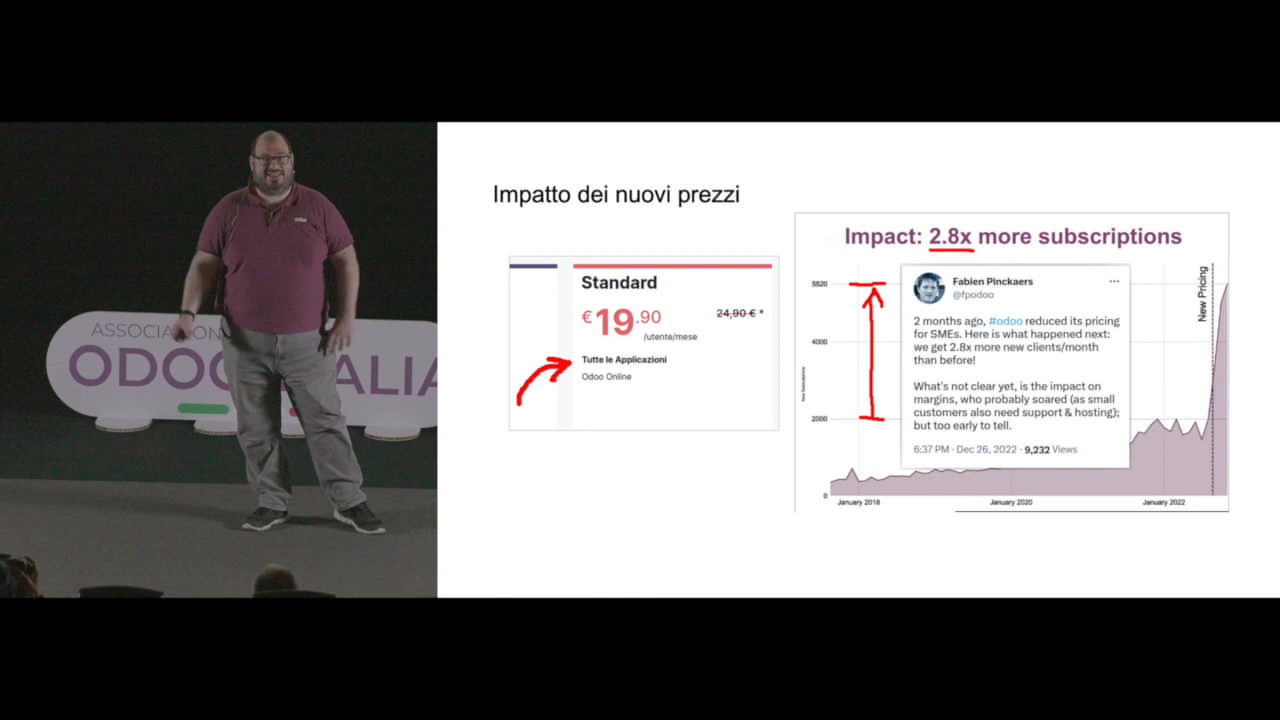 ASSOCIATION
ODOO ITALIA
Impatto dei nuovi prezzi
Standard
€19.90
24,90 € *
/utente/mese
Tutte le Applicazioni
Odoo Online
Impact: 2.8x more subscriptions
Fabien Pinckaers
@fpodoo
2 months ago, #odoo reduced its pricing
for SMEs. Here is what happened next:
we get 2.8x more new clients/month
than before!
What's not clear yet, is the impact on
margins, who probably soared (as small
customers also need support & hosting);
but too early to tell.
6:37 PM · Dec 26, 2022 · 9,232 Views
New Pricing
5520
4000
2000
0
January 2018
January 2020
January 2022